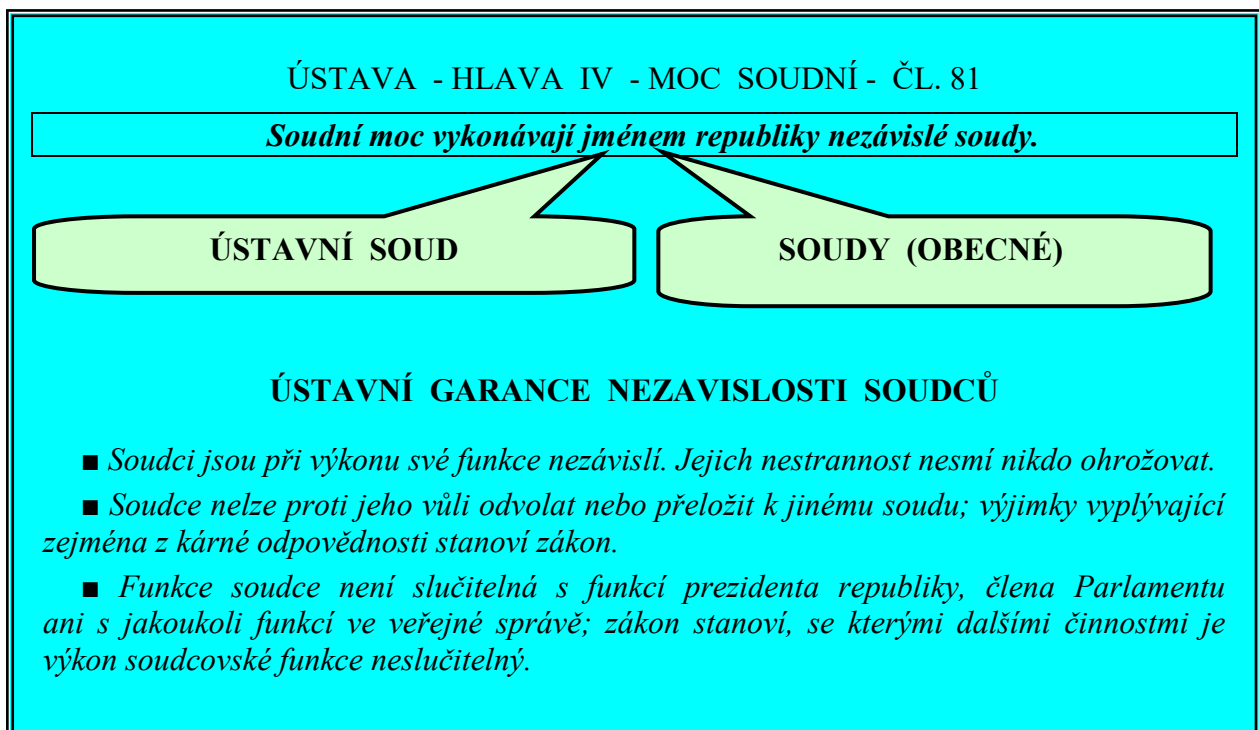 ÚSTAVA - HLAVA IV - MOC SOUDNÍ - ČL. 81
Soudní moc vykonávají jménem republiky nezávislé soudy.
ÚSTAVNÍ SOUD
SOUDY (OBECNÉ)
ÚSTAVNÍ GARANCE NEZAVISLOSTI SOUDCŮ
■ Soudci jsou při výkonu své funkce nezávislí. Jejich nestrannost nesmí nikdo ohrožovat.
■ Soudce nelze proti jeho vůli odvolat nebo přeložit k jinému soudu; výjimky vyplývající
zejména z kárné odpovědnosti stanoví zákon.
■ Funkce soudce není slučitelná s funkcí prezidenta republiky, člena Parlamentu
ani s jakoukoli funkcí ve veřejné správě; zákon stanoví, se kterými dalšími činnostmi je
výkon soudcovské funkce neslučitelný.